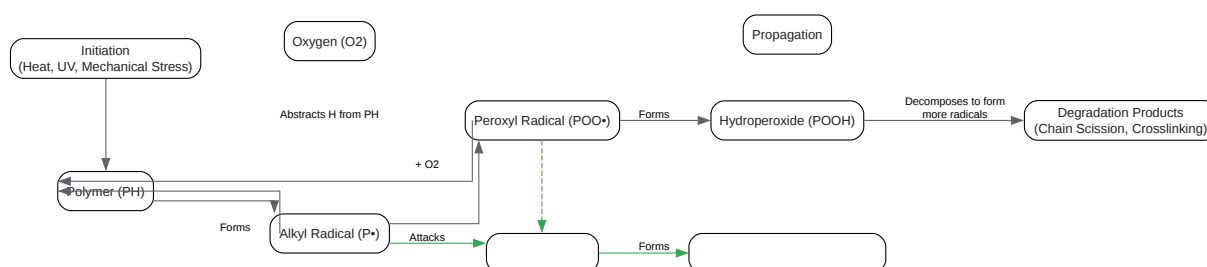 Initiation
(Heat, UV, Mechanical Stress)
Oxygen (O2)
Propagation
Abstracts H from PH
Peroxyl Radical (POO•)
Forms
Hydroperoxide (POOH)
Decomposes to form
more radicals
Degradation Products
(Chain Scission, Crosslinking)
+ O2
Polymer (PH)
Forms
Alkyl Radical (P•)
Attacks
Forms